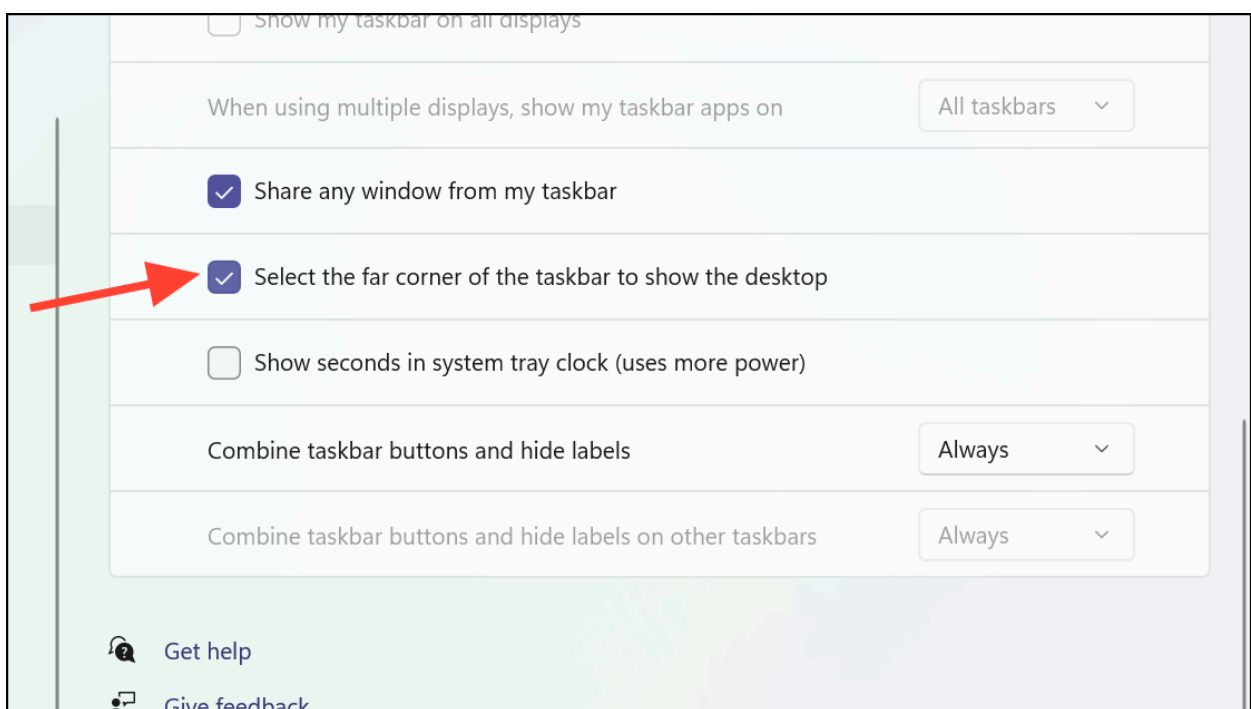 Show my taskbar on all displays
When using multiple displays, show my taskbar apps on
All taskbars
Share any window from my taskbar
Select the far corner of the taskbar to show the desktop
Show seconds in system tray clock (uses more power)
Combine taskbar buttons and hide labels
Always
Combine taskbar buttons and hide labels on other taskbars
Always
Get help
Give feedback